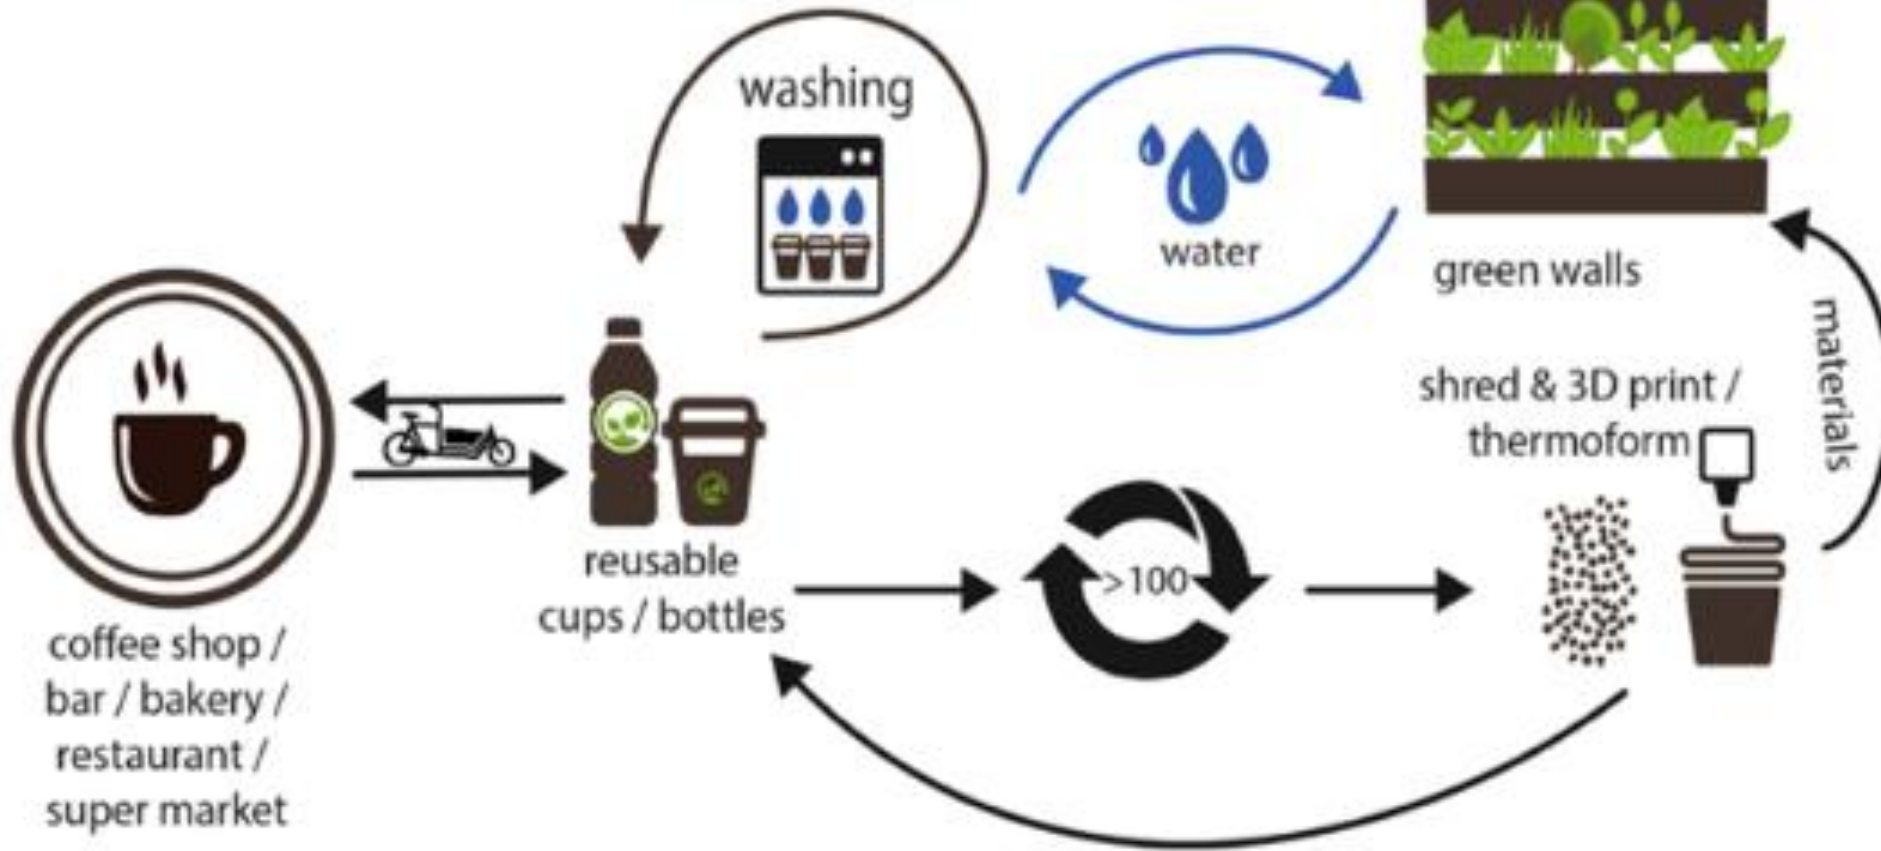 washing
water
green walls
materials
shred & 3D print /
thermoform
>100
reusable
cups / bottles
coffee shop /
bar / bakery /
restaurant /
super market